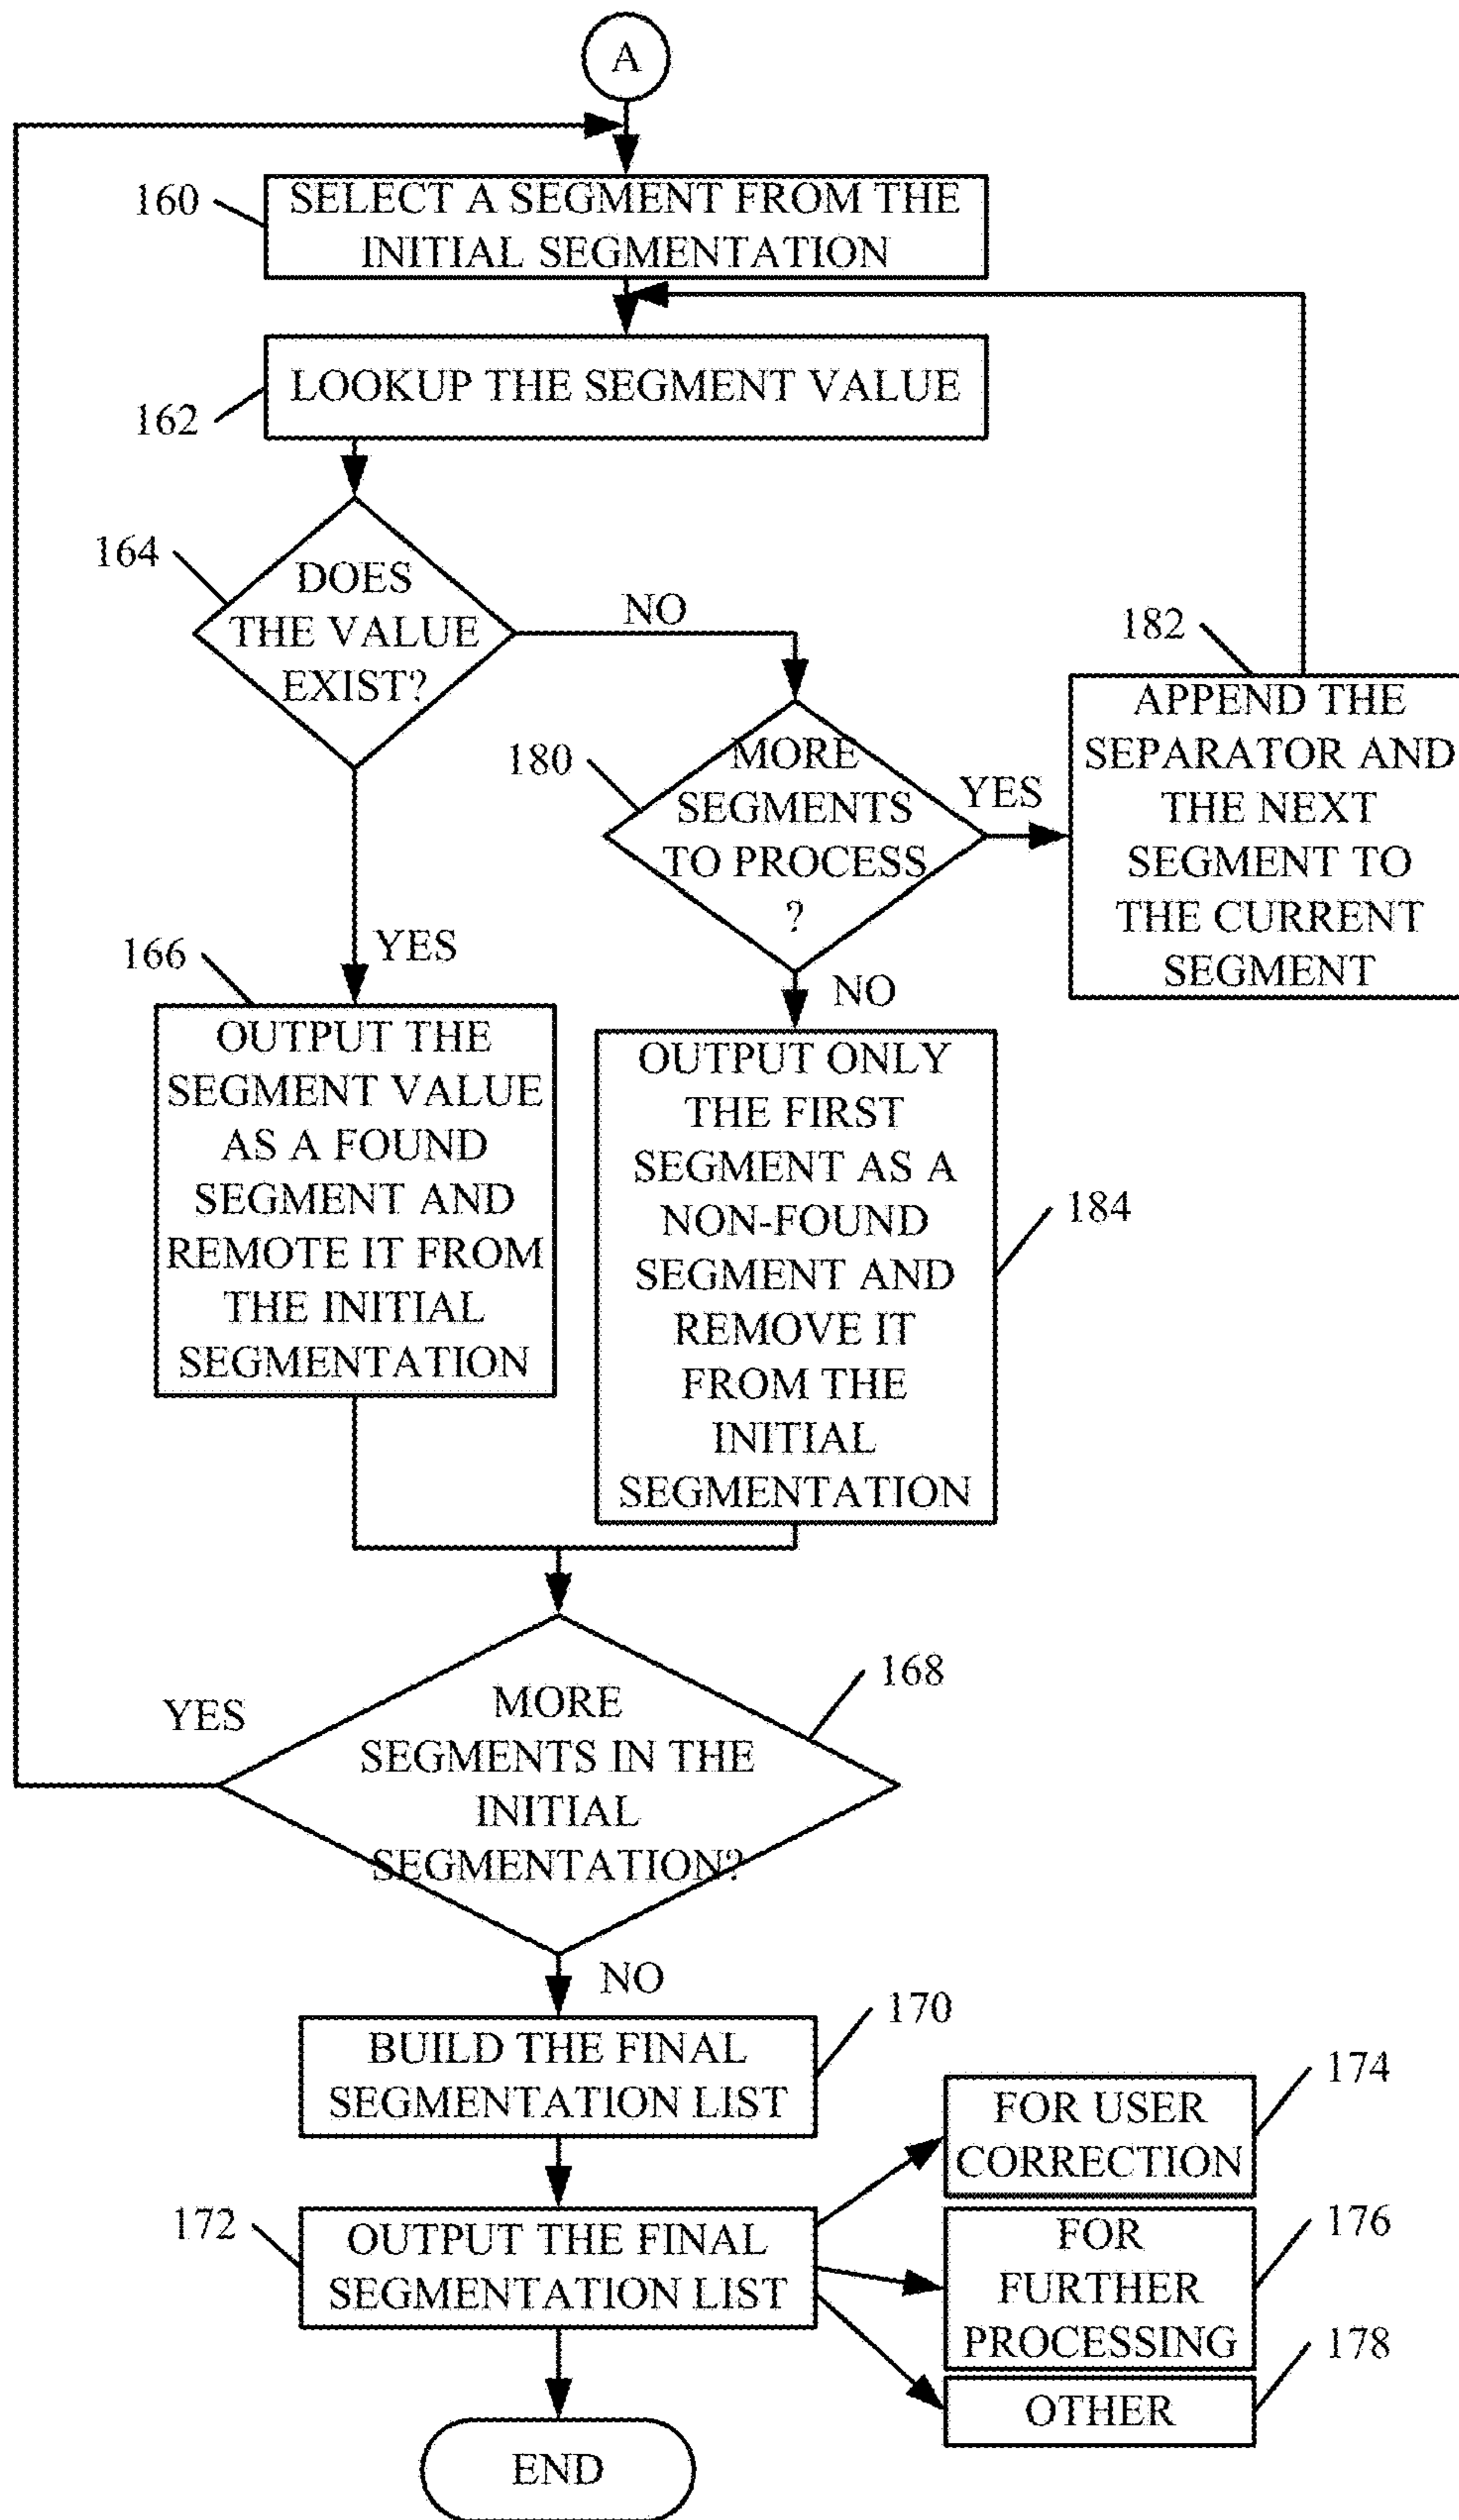 A
160
SELECT A SEGMENT FROM THE
INITIAL SEGMENTATION
162
LOOKUP THE SEGMENT VALUE
164
DOES
THE VALUE
EXIST?
NO
YES
180
MORE
SEGMENTS
TO PROCESS
?
YES
NO
182
APPEND THE
SEPARATOR AND
THE NEXT
SEGMENT TO
THE CURRENT
SEGMENT
166
OUTPUT THE
SEGMENT VALUE
AS A FOUND
SEGMENT AND
REMOTE IT FROM
THE INITIAL
SEGMENTATION
OUTPUT ONLY
THE FIRST
SEGMENT AS A
NON-FOUND
SEGMENT AND
REMOVE IT
FROM THE
INITIAL
SEGMENTATION
184
168
YES
MORE
SEGMENTS IN THE
INITIAL
SEGMENTATION?
NO
170
BUILD THE FINAL
SEGMENTATION LIST
172
OUTPUT THE FINAL
SEGMENTATION LIST
174
FOR USER
CORRECTION
176
FOR
FURTHER
PROCESSING
178
OTHER
END